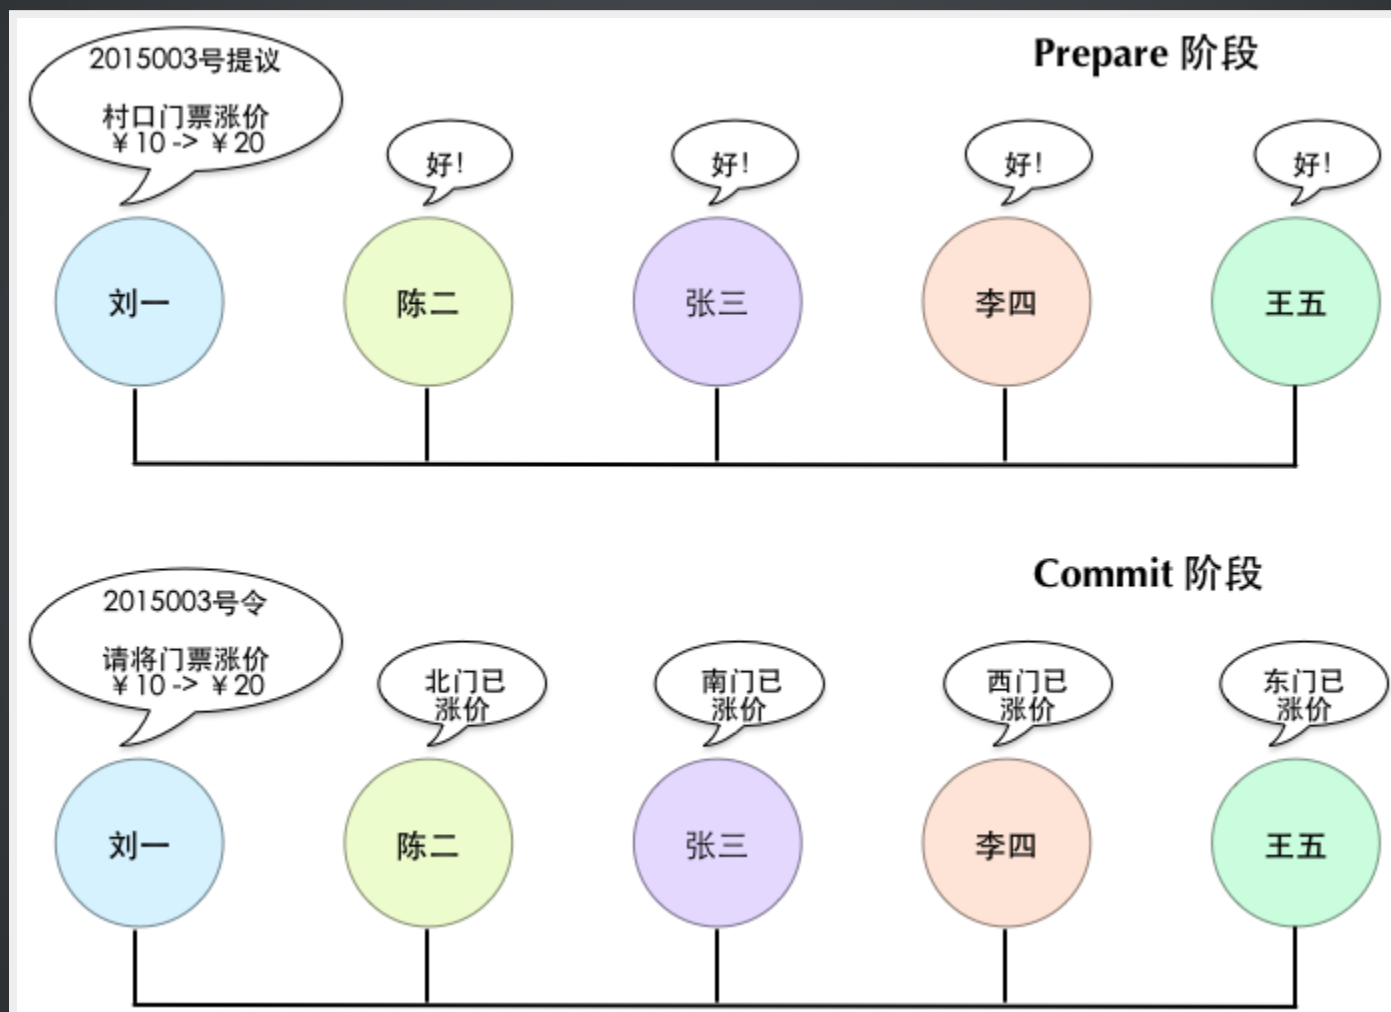 Prepare 阶段
2015003号提议
村口门票涨价
￥10 -> ￥20
好！
好！
好！
好！
刘一
陈二
张三
李四
王五
Commit 阶段
2015003号令
请将门票涨价
￥10 -> ￥20
北门已
涨价
南门已
涨价
西门已
涨价
东门已
涨价
刘一
陈二
张三
李四
王五